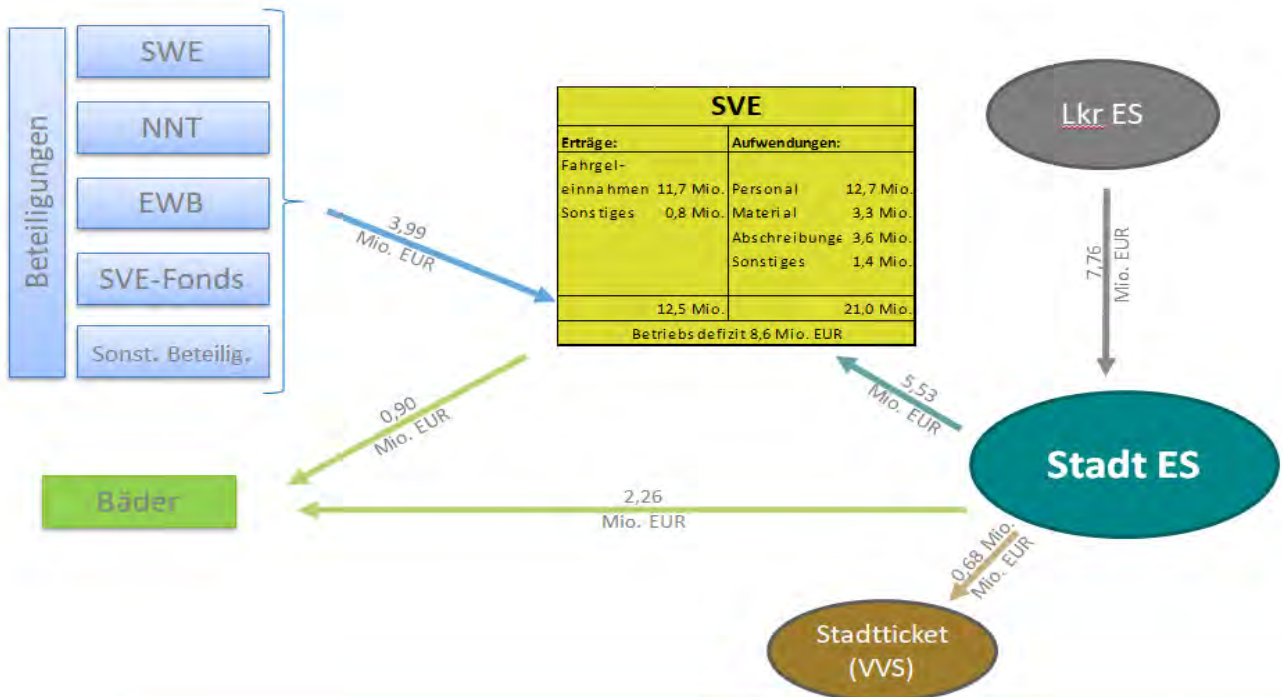 Beteiligungen
SWE
NNT
EWB
SVE-Fonds
Sonst. Beteilig.
3,99
Mio. EUR
SVE
Erträge: Aufwendungen:
Fahrgel-
einnahmen 11,7 Mio. Personal 12,7 Mio.
Sonstiges 0,8 Mio. Material 3,3 Mio.
Abschreibunge 3,6 Mio.
Sonstiges 1,4 Mio.
12,5 Mio. 21,0 Mio.
Betriebsdefizit 8,6 Mio. EUR
Lkr ES
7,76
Mio. EUR
5,53
Mio. EUR
Stadt ES
0,90
Mio. EUR
Bäder
2,26
Mio. EUR
0,68 Mio.
Mio. EUR
Stadtticket
(VVS)